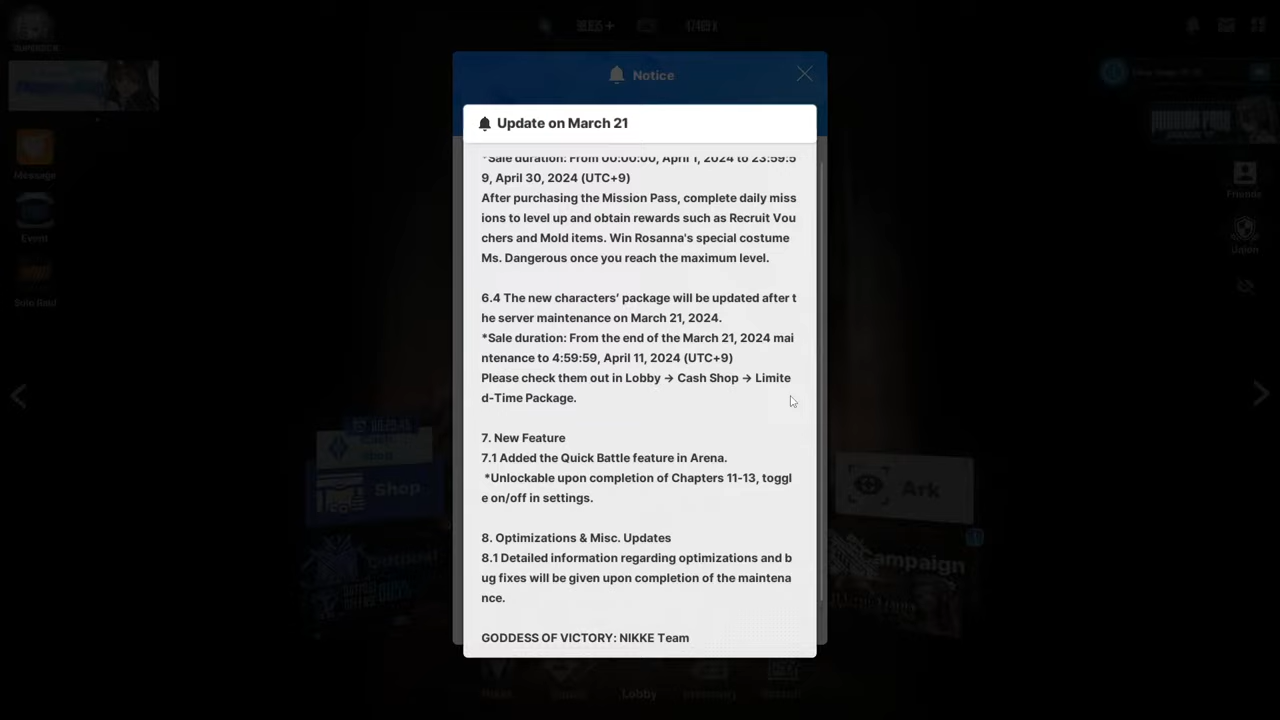 Notice
Update on March 21
*Sale duration: From 00:00:00, April 1, 2024 to 23:59:5
9, April 30, 2024 (UTC+9)
After purchasing the Mission Pass, complete daily miss
ions to level up and obtain rewards such as Recruit Vou
chers and Mold items. Win Rosanna's special costume
Ms. Dangerous once you reach the maximum level.
6.4 The new characters' package will be updated after t
he server maintenance on March 21, 2024.
*Sale duration: From the end of the March 21, 2024 mai
ntenance to 4:59:59, April 11, 2024 (UTC+9)
Please check them out in Lobby → Cash Shop → Limite
d-Time Package.
7. New Feature
7.1 Added the Quick Battle feature in Arena.
*Unlockable upon completion of Chapters 11-13, toggl
e on/off in settings.
8. Optimizations & Misc. Updates
8.1 Detailed information regarding optimizations and b
ug fixes will be given upon completion of the maintena
nce.
GODDESS OF VICTORY: NIKKE Team
Message
Event
Solo Raid
Friends
Union
Shop
Ark
Campaign
Lobby